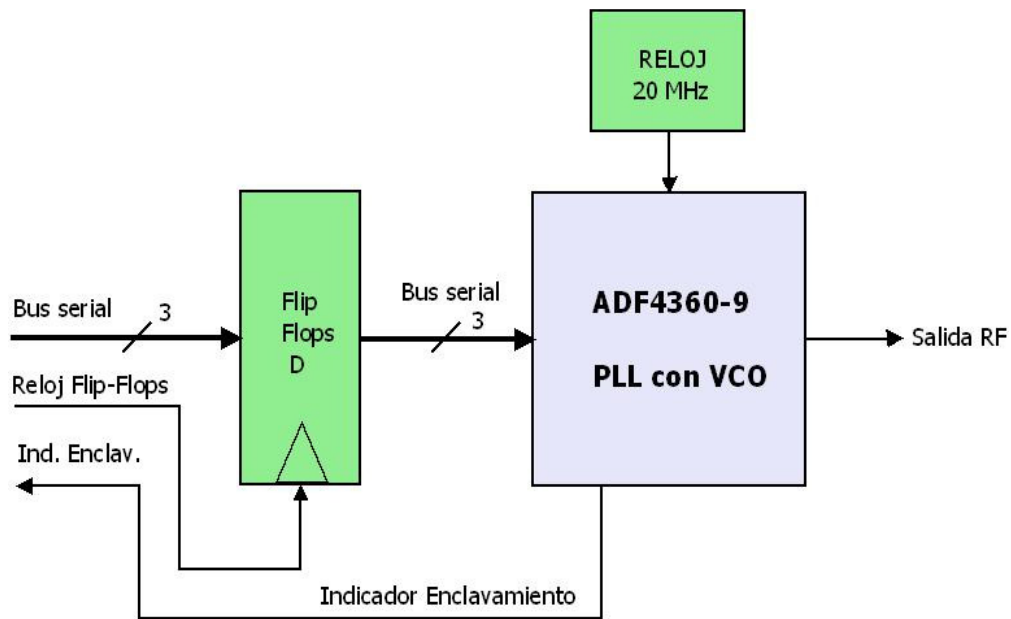 RELOJ
20 MHz
Bus serial
3
Flip
Flops
D
Bus serial
3
ADF4360-9
PLL con VCO
Salida RF
Reloj Flip-Flops
Ind. Enclav.
Indicador Enclavamiento